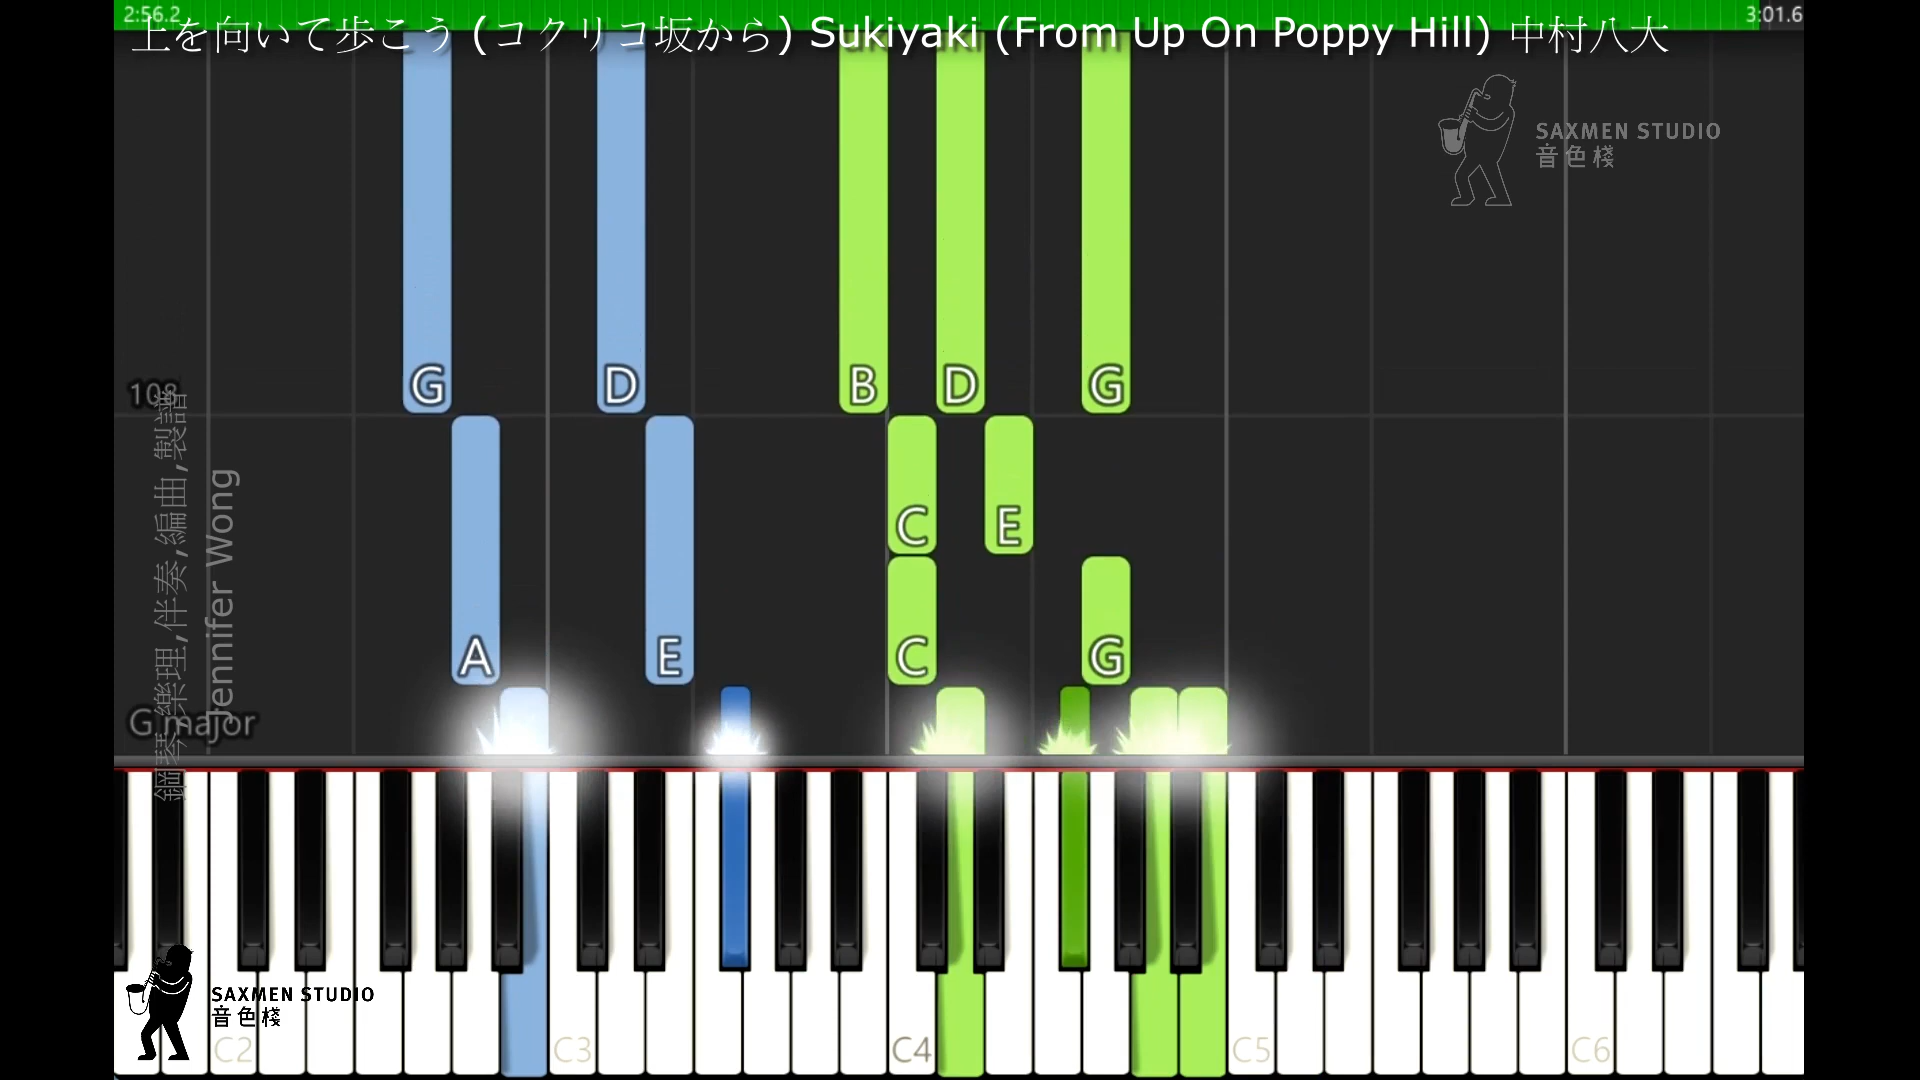 2:56.2
3:01.6
上を向いて歩こう (コクリコ坂から) Sukiyaki (From Up On Poppy Hill) 中村八大
SAXMEN STUDIO
音色棧
G D B D G
108
C E
A E C G
G major
鋼琴,樂理,伴奏,編曲,製譜
Jennifer Wong
SAXMEN STUDIO
音色棧
C2 C3 C4 C5 C6